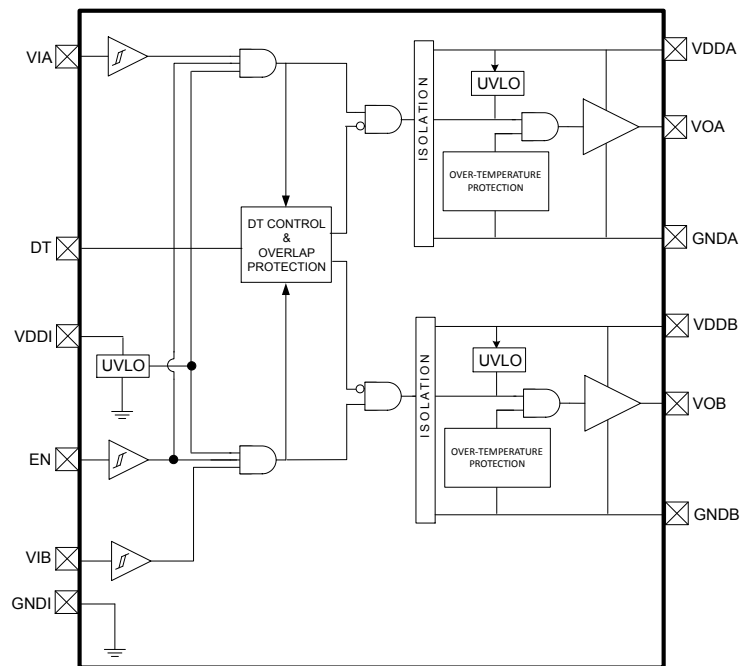 VIA
DT
VDDI
EN
VIB
GNDI
UVLO
DT CONTROL
&
OVERLAP
PROTECTION
ISOLATION
UVLO
OVER-TEMPERATURE
PROTECTION
VDDA
VOA
GNDA
ISOLATION
UVLO
OVER-TEMPERATURE
PROTECTION
VDDB
VOB
GNDB